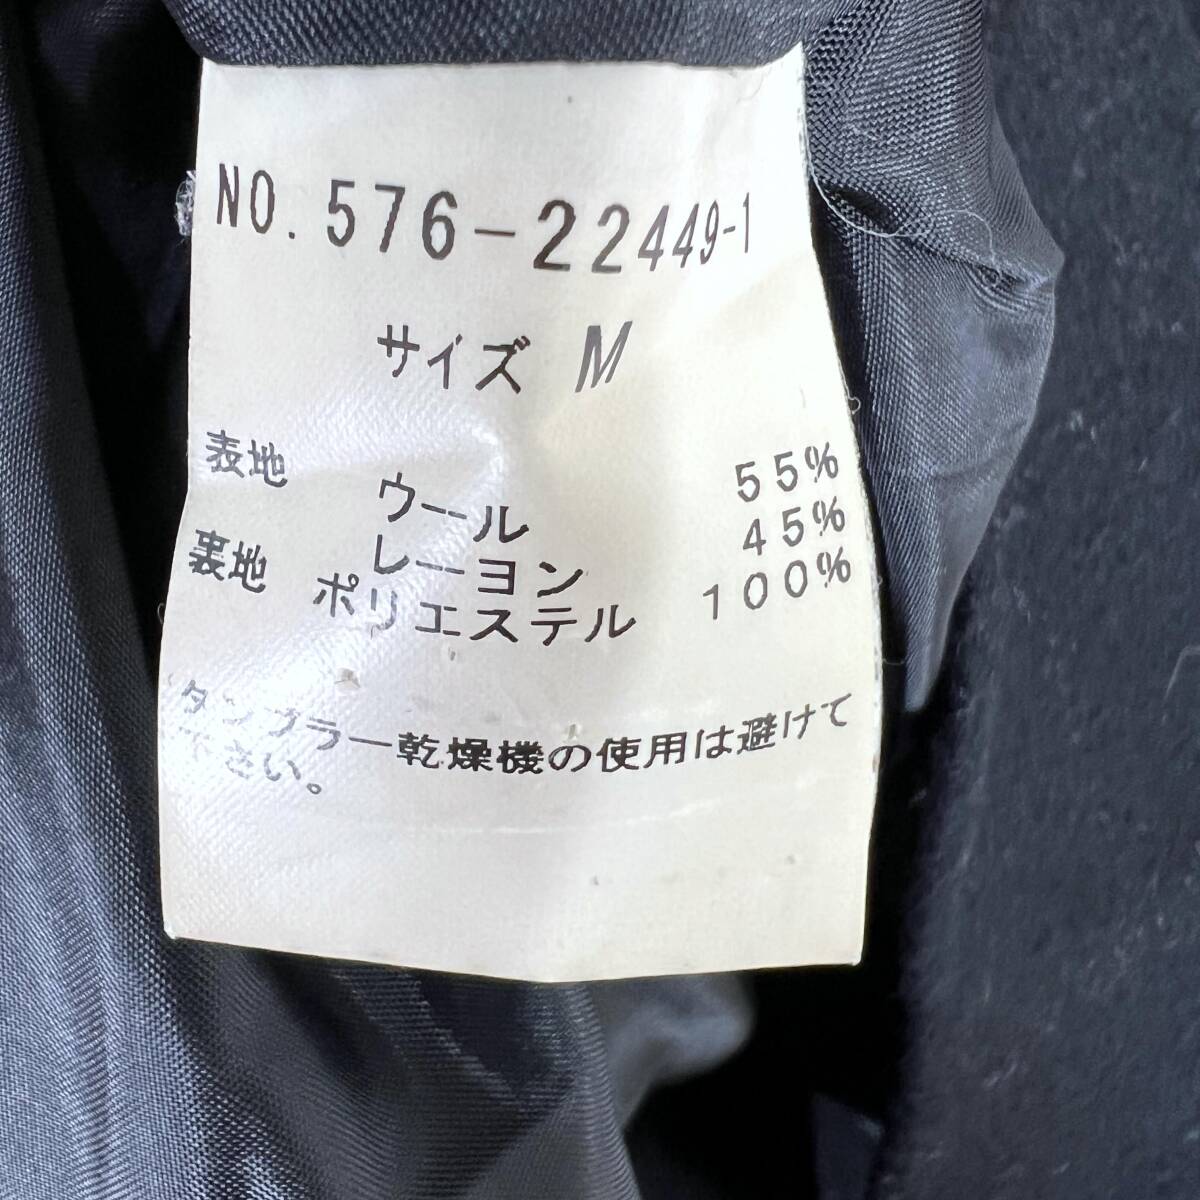 NO. 576-22449-1
サイズ M
表地 ウール 55%
レーヨン 45%
裏地 ポリエステル 100%
タンブラー乾燥機の使用は避けて
下さい。